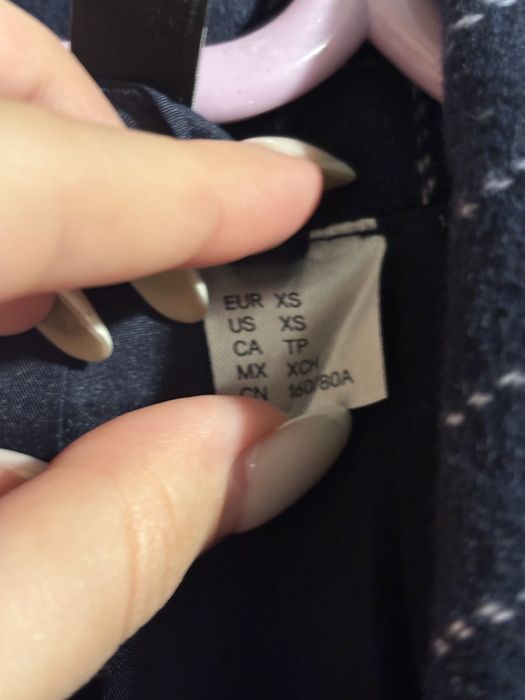 EUR XS
US XS
CA TP
MX XCH
CN 160/80A